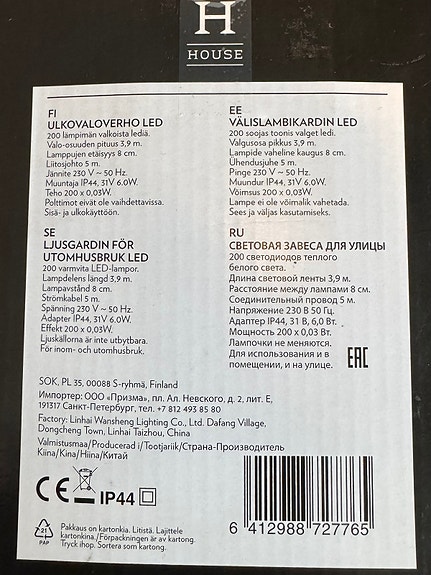 H
HOUSE
FI
ULKOVALOVERHO LED
200 lämpimän valkoista lediä.
Valo-osuuden pituus 3,9 m.
Lamppujen etäisyys 8 cm.
Liitosjohto 5 m.
Jännite 230 V ~ 50 Hz.
Muuntaja IP44, 31V 6.0W.
Teho 200 x 0,03W.
Polttimot eivät ole vaihdettavissa.
Sisä- ja ulkokäyttöön.
EE
VÄLISLAMBIKARDIN LED
200 soojas toonis valget ledi.
Valgusosa pikkus 3,9 m.
Lampide vaheline kaugus 8 cm.
Ühendusjuhe 5 m.
Pinge 230 V ~ 50 Hz.
Muundur IP44, 31V 6.0W.
Võimsus 200 x 0,03W.
Lampe ei ole võimalik vahetada.
Sees ja väljas kasutamiseks.
SE
LJUSGARDIN FÖR
UTOMHUSBRUK LED
200 varmvita LED-lampor.
Lampdelens längd 3,9 m.
Lampavstånd 8 cm.
Strömkabel 5 m.
Spänning 230 V ~ 50 Hz.
Adapter IP44, 31V 6.0W.
Effekt 200 x 0,03W.
Ljuskällorna är inte utbytbara.
För inom- och utomhusbruk.
RU
СВЕТОВАЯ ЗАВЕСА ДЛЯ УЛИЦЫ
200 светодиодов теплого
белого света.
Длина световой ленты 3,9 м.
Расстояние между лампами 8 см.
Соединительный провод 5 м.
Напряжение 230 В 50 Гц.
Адаптер IP44, 31 В, 6,0 Вт.
Мощность 200 x 0,03 Вт.
Лампочки не меняются.
Для использования и в
помещении, и на улице.
EAC
SOK, PL 35, 00088 S-ryhmä, Finland
Импортер: ООО «Призма», пл. Ал. Невского, д. 2, лит. Е,
191317 Санкт-Петербург, тел. +7 812 493 85 80
Factory: Linhai Wansheng Lighting Co., Ltd. Dafang Village,
Dongcheng Town, Linhai Taizhou, China
Valmistusmaa/Producerad i/Tootjariik/Страна-Производитель
Kiina/Kina/Hiina/Китай
CE IP44
21
PAP
Pakkaus on kartonkia. Litistä. Lajittele
kartonkina./Förpackningen är av kartong.
Tryck ihop. Sortera som kartong.
6 412988 727765